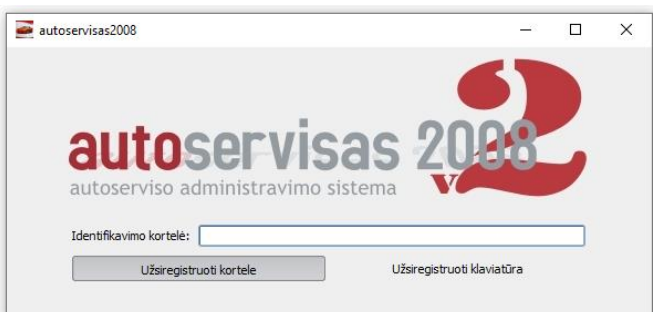 autoservisas2008
autoservisas 2008
v2
autoserviso administravimo sistema
Identifikavimo kortelė:
Užsiregistruoti kortele Užsiregistruoti klaviatūra